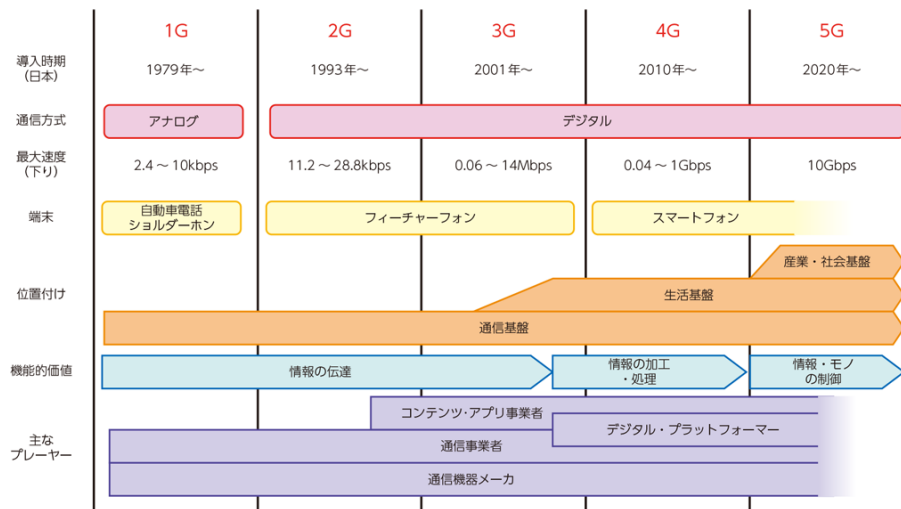 1G
2G
3G
4G
5G
導入時期
(日本)
1979年～
1993年～
2001年～
2010年～
2020年～
通信方式
アナログ
デジタル
最大速度
(下り)
2.4 ～ 10kbps
11.2 ～ 28.8kbps
0.06 ～ 14Mbps
0.04 ～ 1Gbps
10Gbps
端末
自動車電話
ショルダーホン
フィーチャーフォン
スマートフォン
位置付け
産業・社会基盤
生活基盤
通信基盤
機能的価値
情報の伝達
情報の加工
・処理
情報・モノ
の制御
主な
プレーヤー
コンテンツ･アプリ事業者
デジタル・プラットフォーマー
通信事業者
通信機器メーカ